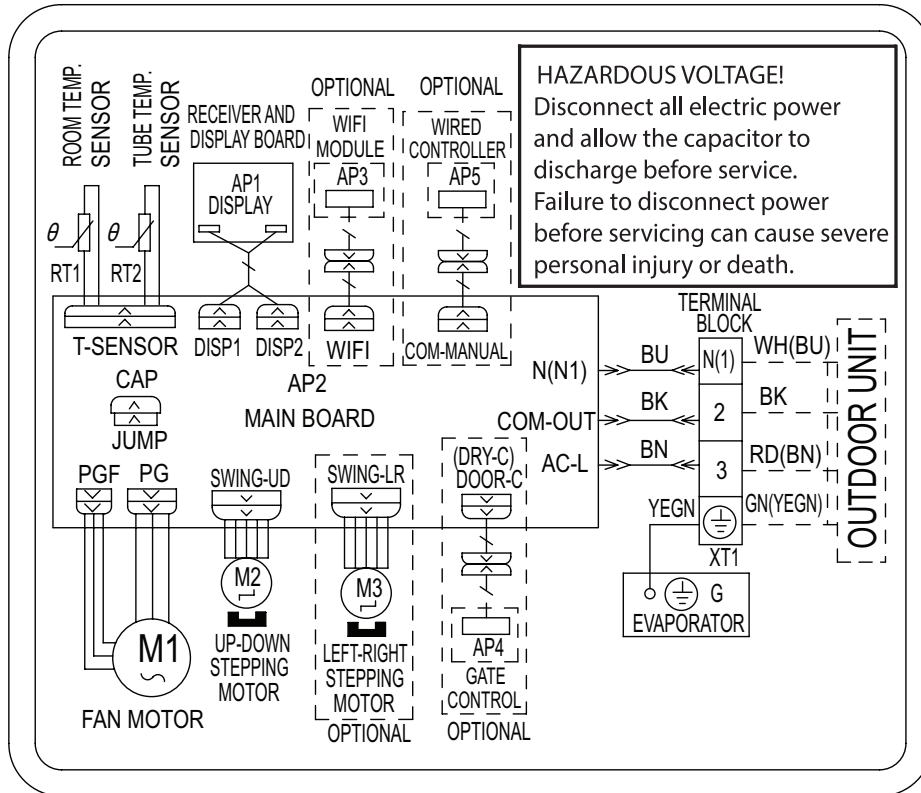 ROOM TEMP.
SENSOR
TUBE TEMP.
SENSOR
θ
RT1
θ
RT2
RECEIVER AND
DISPLAY BOARD
AP1
DISPLAY
OPTIONAL
WIFI
MODULE
AP3
OPTIONAL
WIRED
CONTROLLER
AP5
HAZARDOUS VOLTAGE!
Disconnect all electric power
and allow the capacitor to
discharge before service.
Failure to disconnect power
before servicing can cause severe
personal injury or death.
T-SENSOR
DISP1
DISP2
WIFI
COM-MANUAL
CAP
JUMP
AP2
MAIN BOARD
N(N1)
COM-OUT
AC-L
BU
BK
BN
TERMINAL
BLOCK
N(1)
2
3
XT1
WH(BU)
BK
RD(BN)
GN(YEGN)
OUTDOOR UNIT
YEGN
G
EVAPORATOR
PGF
PG
M1
FAN MOTOR
SWING-UD
M2
UP-DOWN
STEPPING
MOTOR
SWING-LR
M3
LEFT-RIGHT
STEPPING
MOTOR
OPTIONAL
(DRY-C)
DOOR-C
AP4
GATE
CONTROL
OPTIONAL